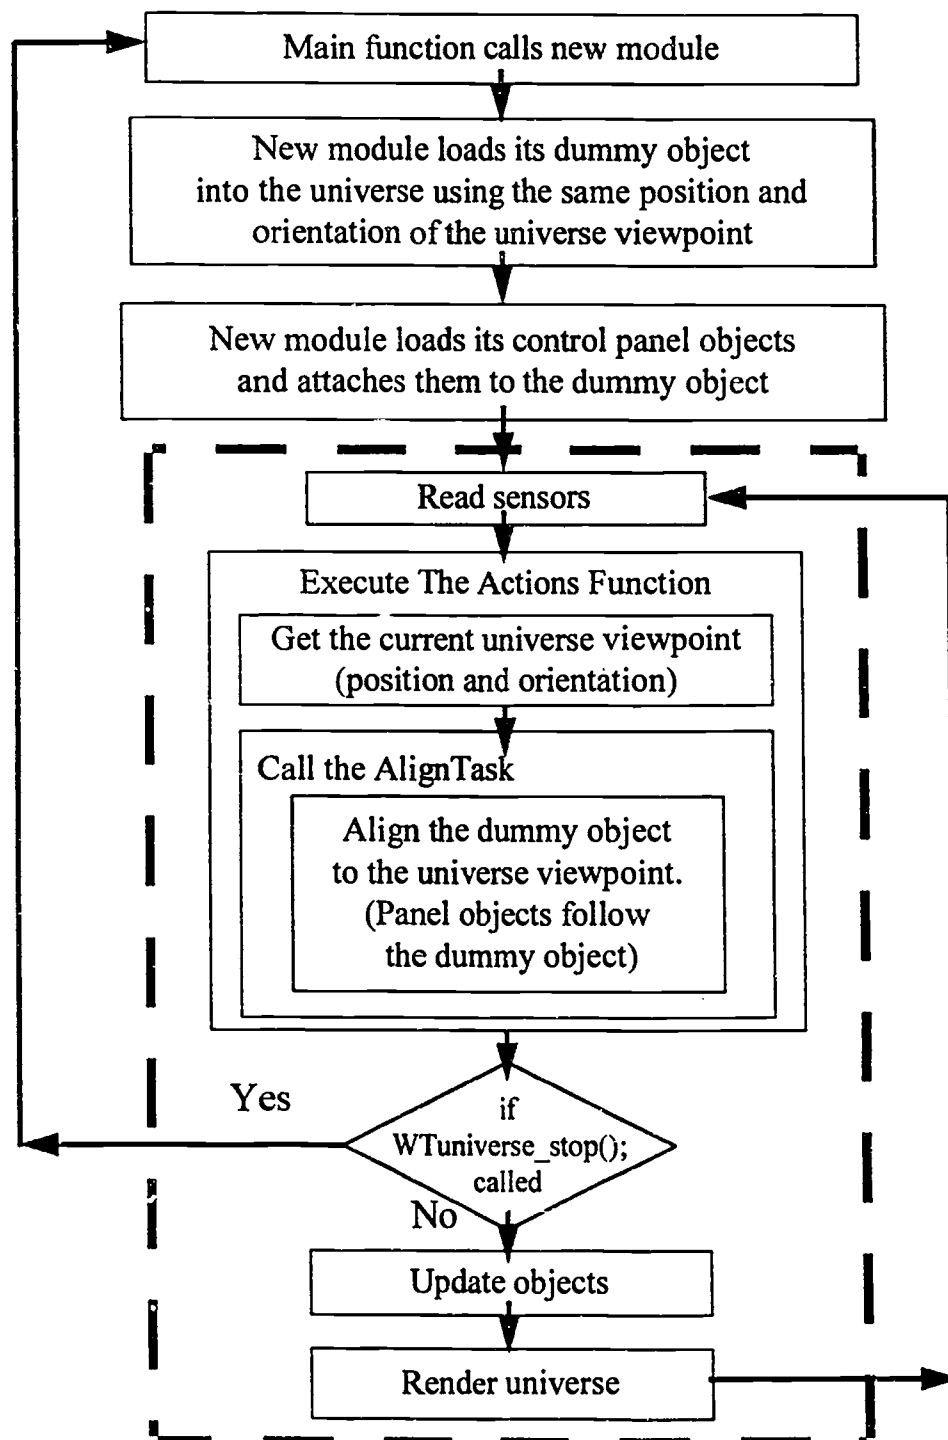 Main function calls new module
New module loads its dummy object
into the universe using the same position and
orientation of the universe viewpoint
New module loads its control panel objects
and attaches them to the dummy object
Read sensors
Execute The Actions Function
Get the current universe viewpoint
(position and orientation)
Call the AlignTask
Align the dummy object
to the universe viewpoint.
(Panel objects follow
the dummy object)
Yes
if
WTuniverse_stop();
called
No
Update objects
Render universe